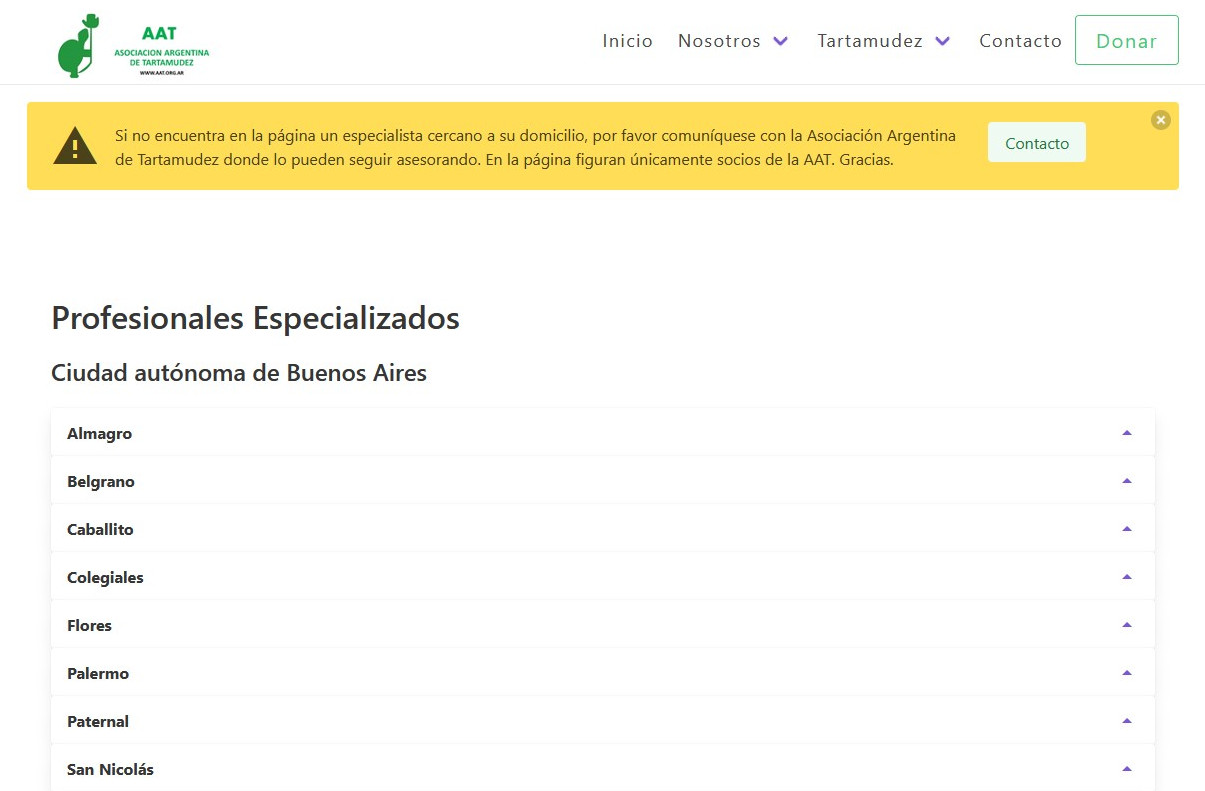 AAT
ASOCIACION ARGENTINA
DE TARTAMUDEZ
WWW.AAT.ORG.AR
Inicio
Nosotros
Tartamudez
Contacto
Donar
Si no encuentra en la página un especialista cercano a su domicilio, por favor comuníquese con la Asociación Argentina
de Tartamudez donde lo pueden seguir asesorando. En la página figuran únicamente socios de la AAT. Gracias.
Contacto
Profesionales Especializados
Ciudad autónoma de Buenos Aires
Almagro
Belgrano
Caballito
Colegiales
Flores
Palermo
Paternal
San Nicolás